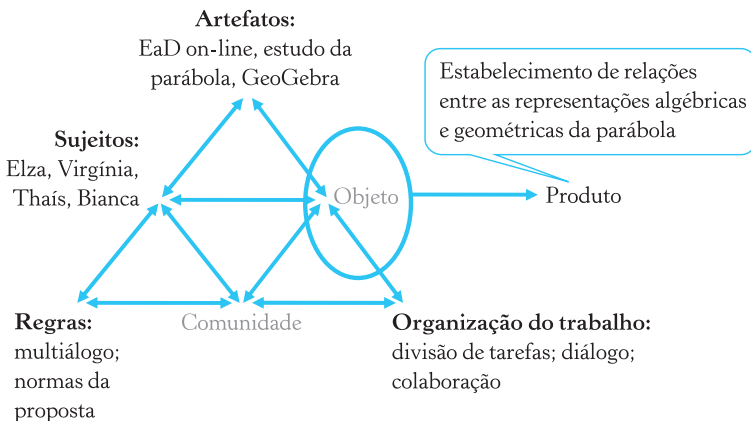 Artefatos:
EaD on-line, estudo da
parábola, GeoGebra
Estabelecimento de relações
entre as representações algébricas
e geométricas da parábola
Sujeitos:
Elza, Virgínia,
Thaís, Bianca
Objeto
Produto
Regras:
multiálogo;
normas da
proposta
Comunidade
Organização do trabalho:
divisão de tarefas; diálogo;
colaboração